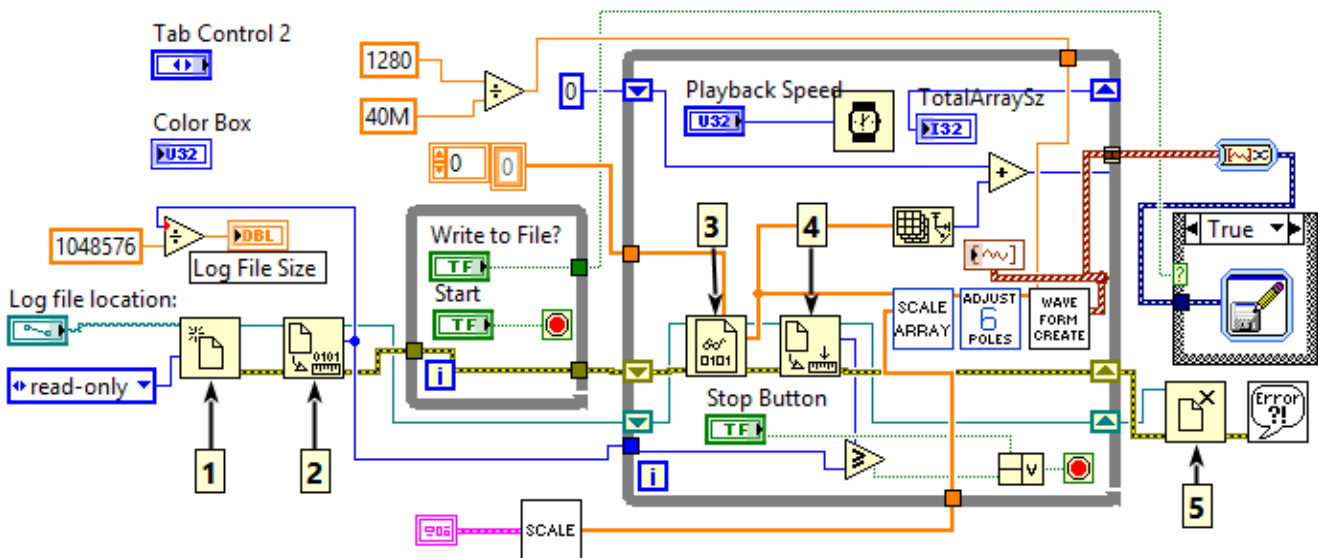 Tab Control 2
1280
40M
0
Playback Speed
U32
TotalArraySz
I32
Color Box
U32
0
0
1048576
DBL
Log File Size
Write to File?
TF
Start
TF
i
3
4
True
?
Log file location:
0101
0101
SCALE
ARRAY
ADJUST
6
POLES
WAVE
FORM
CREATE
read-only
Stop Button
TF
Error
?!
1
2
i
V
5
SCALE